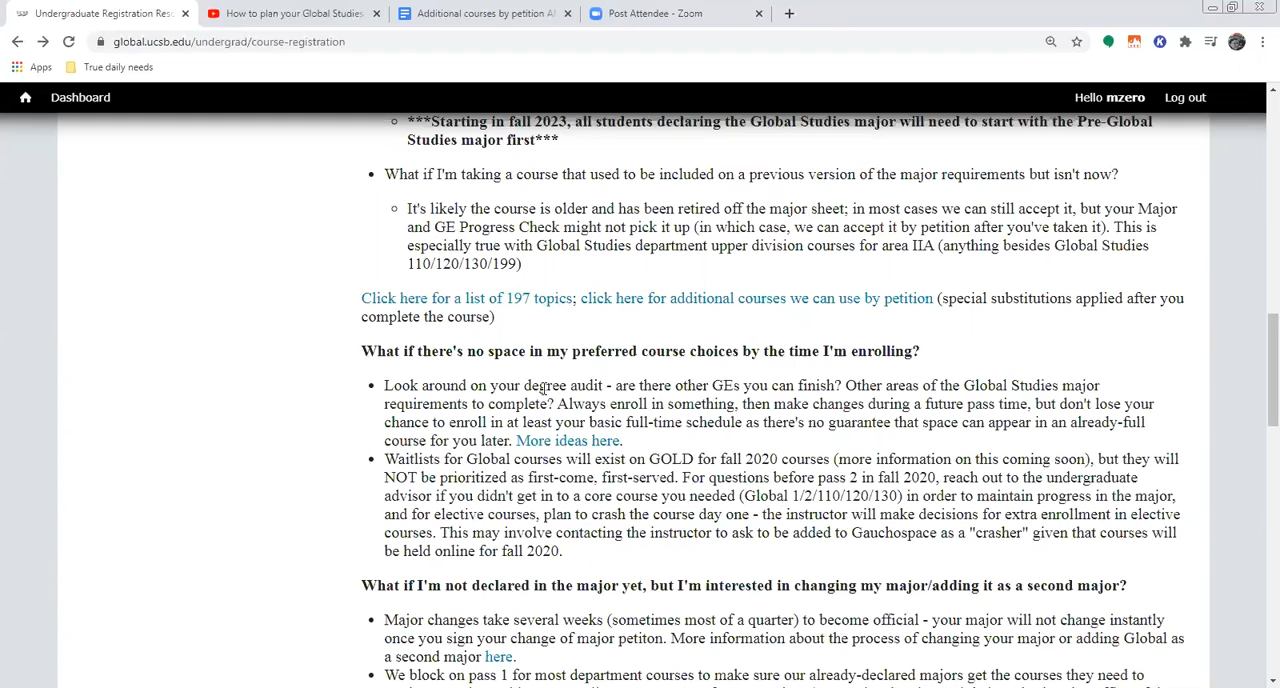 Undergraduate Registration Reso
How to plan your Global Studies
Additional courses by petition A
Post Attendee - Zoom
global.ucsb.edu/undergrad/course-registration
Apps
True daily needs
Dashboard
Hello mzero
Log out
***Starting in fall 2023, all students declaring the Global Studies major will need to start with the Pre-Global
Studies major first***
What if I'm taking a course that used to be included on a previous version of the major requirements but isn't now?
It's likely the course is older and has been retired off the major sheet; in most cases we can still accept it, but your Major
and GE Progress Check might not pick it up (in which case, we can accept it by petition after you've taken it). This is
especially true with Global Studies department upper division courses for area IIA (anything besides Global Studies
110/120/130/199)
Click here for a list of 197 topics; click here for additional courses we can use by petition (special substitutions applied after you
complete the course)
What if there's no space in my preferred course choices by the time I'm enrolling?
Look around on your degree audit - are there other GEs you can finish? Other areas of the Global Studies major
requirements to complete? Always enroll in something, then make changes during a future pass time, but don't lose your
chance to enroll in at least your basic full-time schedule as there's no guarantee that space can appear in an already-full
course for you later. More ideas here.
Waitlists for Global courses will exist on GOLD for fall 2020 courses (more information on this coming soon), but they will
NOT be prioritized as first-come, first-served. For questions before pass 2 in fall 2020, reach out to the undergraduate
advisor if you didn't get in to a core course you needed (Global 1/2/110/120/130) in order to maintain progress in the major,
and for elective courses, plan to crash the course day one - the instructor will make decisions for extra enrollment in elective
courses. This may involve contacting the instructor to ask to be added to Gauchospace as a "crasher" given that courses will
be held online for fall 2020.
What if I'm not declared in the major yet, but I'm interested in changing my major/adding it as a second major?
Major changes take several weeks (sometimes most of a quarter) to become official - your major will not change instantly
once you sign your change of major petiton. More information about the process of changing your major or adding Global as
a second major here.
We block on pass 1 for most department courses to make sure our already-declared majors get the courses they need to